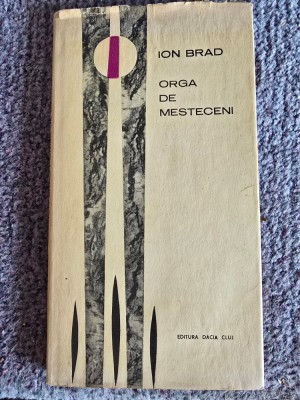 ION BRAD
ORGA
DE
MESTECENI
EDITURA DACIA CLUJ